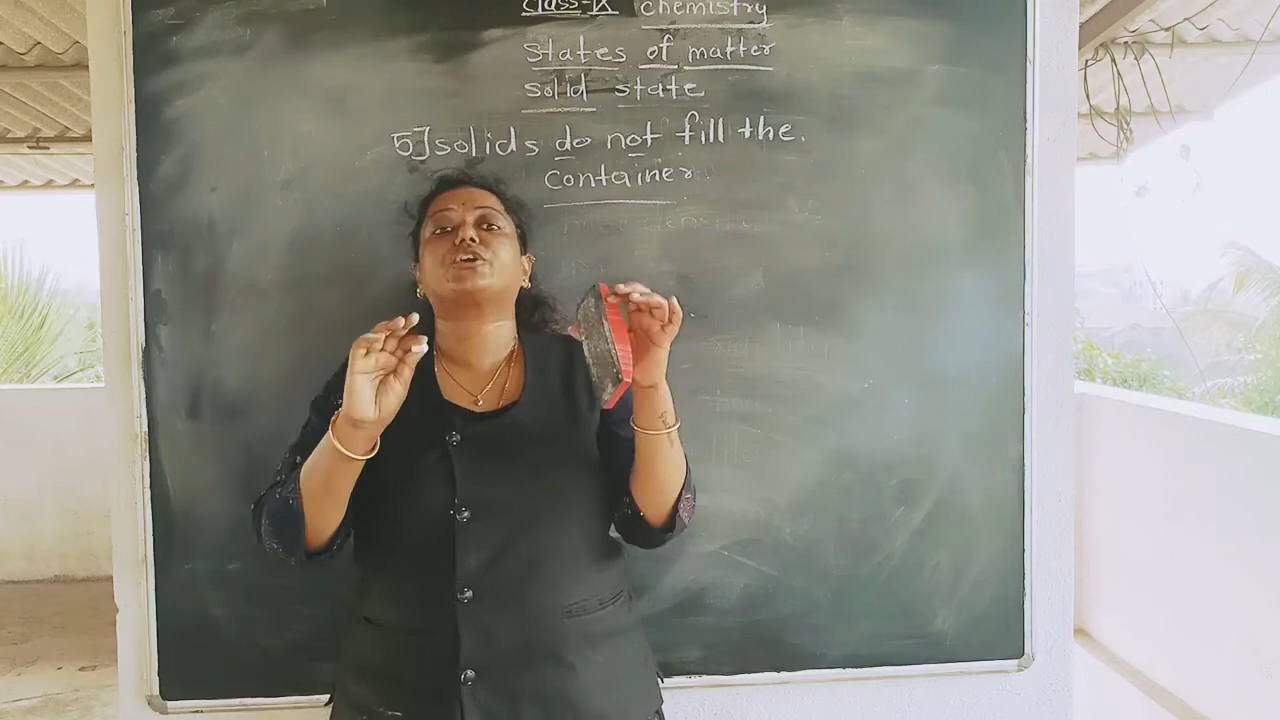 Class-IX chemistry
States of matter
solid state
5] solids do not fill the.
Container.